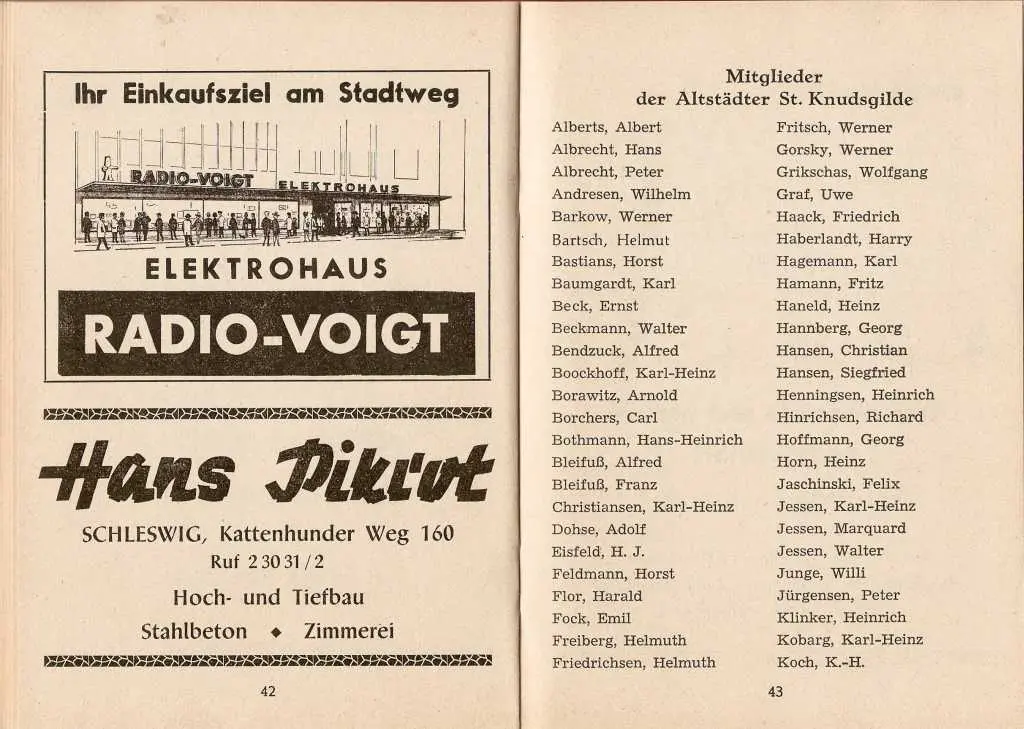 Ihr Einkaufsziel am Stadtweg
RADIO-VOIGT ELEKTROHAUS
ELEKTROHAUS
RADIO-VOIGT
Hans Pikrot
SCHLESWIG, Kattenhunder Weg 160
Ruf 2 30 31 / 2
Hoch- und Tiefbau
Stahlbeton ◆ Zimmerei
42
Mitglieder
der Altstädter St. Knudsgilde
Alberts, Albert
Albrecht, Hans
Albrecht, Peter
Andresen, Wilhelm
Barkow, Werner
Bartsch, Helmut
Bastians, Horst
Baumgardt, Karl
Beck, Ernst
Beckmann, Walter
Bendzuck, Alfred
Boockhoff, Karl-Heinz
Borawitz, Arnold
Borchers, Carl
Bothmann, Hans-Heinrich
Bleifuß, Alfred
Bleifuß, Franz
Christiansen, Karl-Heinz
Dohse, Adolf
Eisfeld, H. J.
Feldmann, Horst
Flor, Harald
Fock, Emil
Freiberg, Helmuth
Friedrichsen, Helmuth
Fritsch, Werner
Gorsky, Werner
Grikschas, Wolfgang
Graf, Uwe
Haack, Friedrich
Haberlandt, Harry
Hagemann, Karl
Hamann, Fritz
Haneld, Heinz
Hannberg, Georg
Hansen, Christian
Hansen, Siegfried
Henningsen, Heinrich
Hinrichsen, Richard
Hoffmann, Georg
Horn, Heinz
Jaschinski, Felix
Jessen, Karl-Heinz
Jessen, Marquard
Jessen, Walter
Junge, Willi
Jürgensen, Peter
Klinker, Heinrich
Kobarg, Karl-Heinz
Koch, K.-H.
43